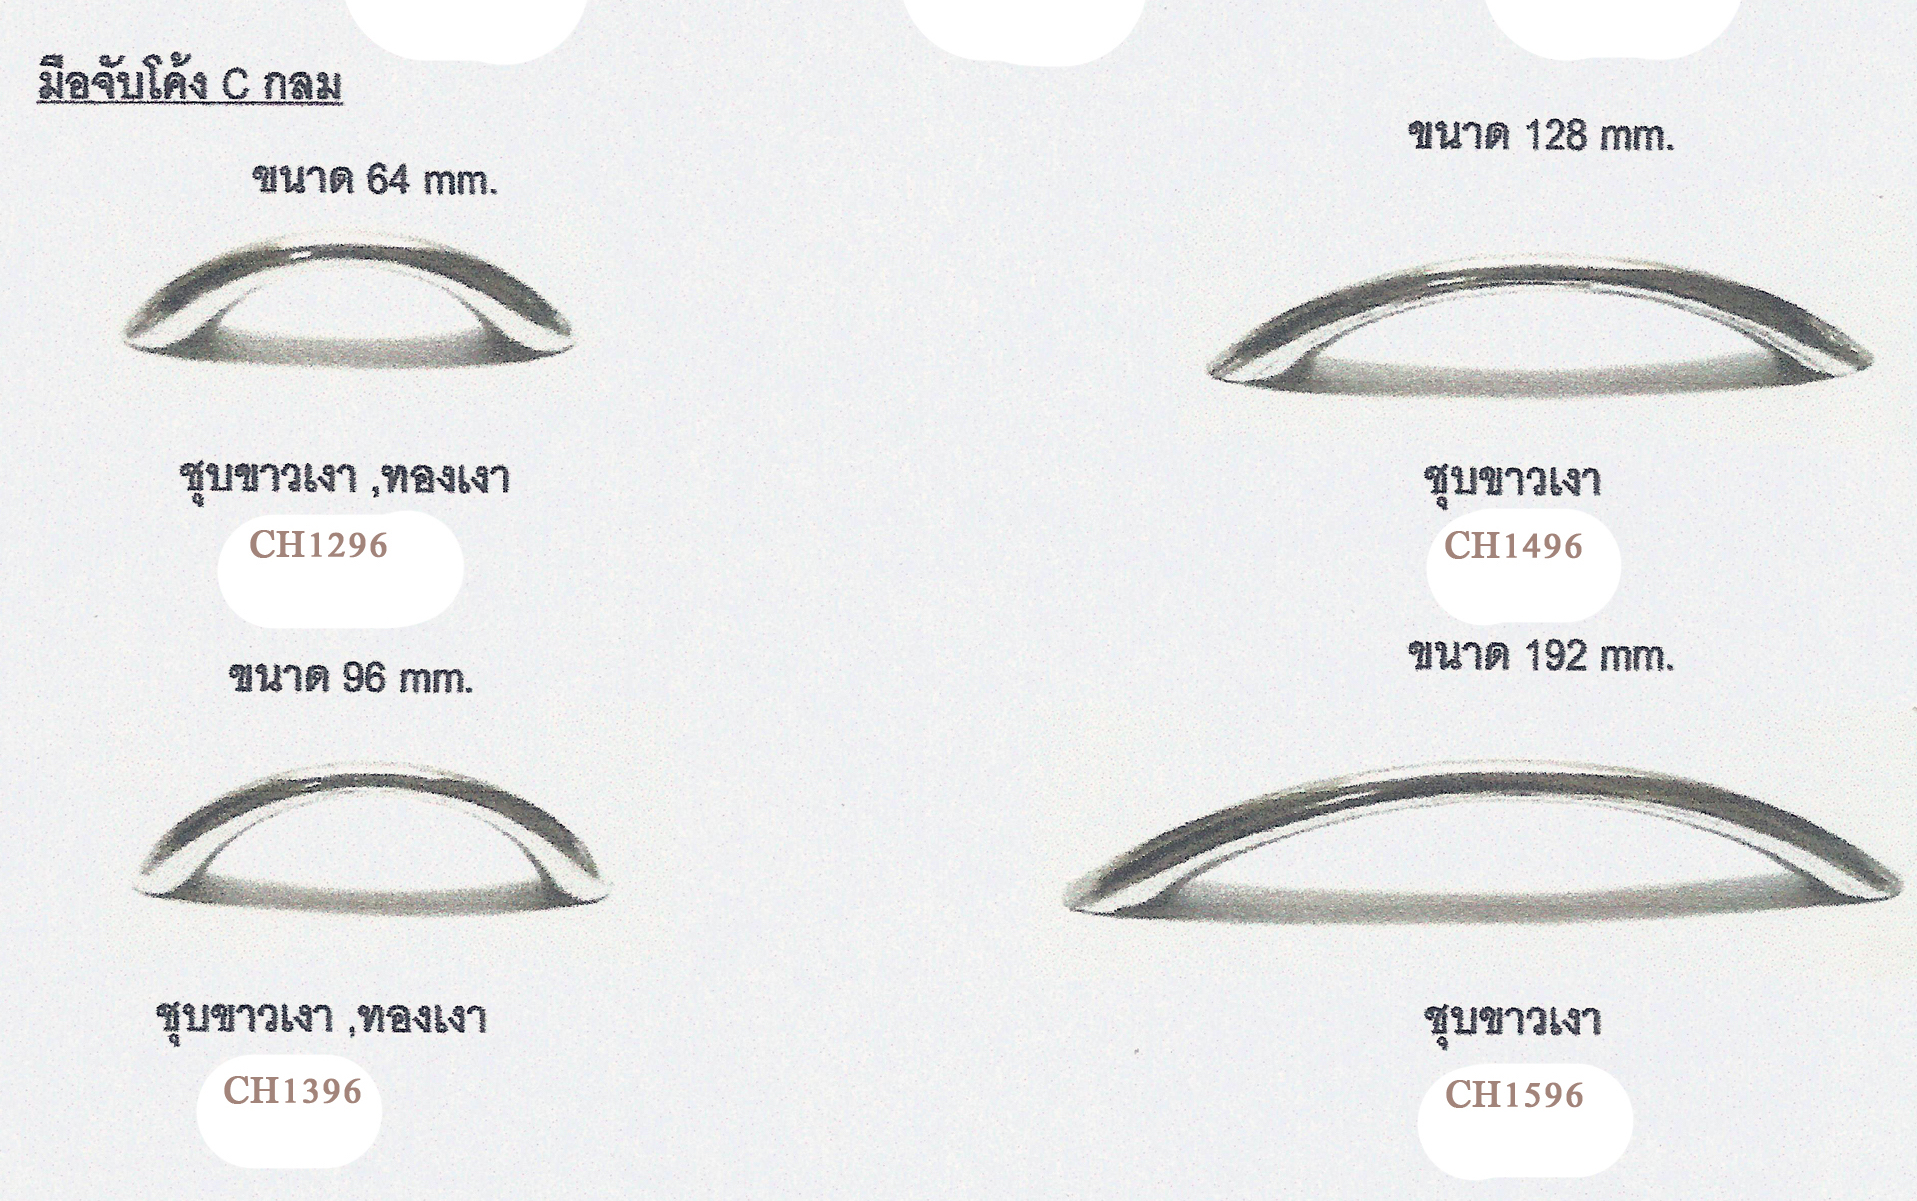 มือจับโค้ง C กลม
ขนาด 64 mm.
ชุบขาวเงา ,ทองเงา
CH1296
ขนาด 96 mm.
ชุบขาวเงา ,ทองเงา
CH1396
ขนาด 128 mm.
ชุบขาวเงา
CH1496
ขนาด 192 mm.
ชุบขาวเงา
CH1596